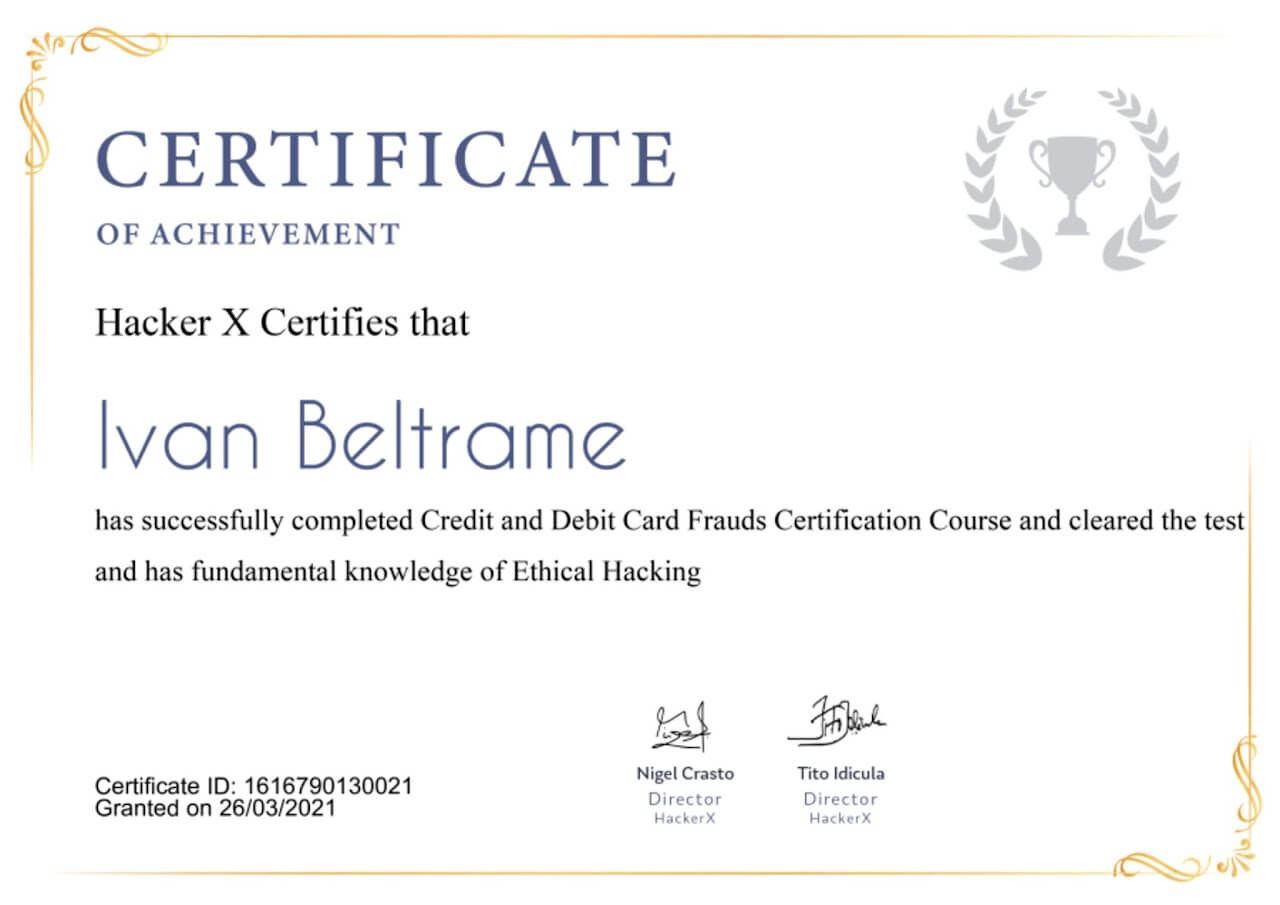 CERTIFICATE
OF ACHIEVEMENT
Hacker X Certifies that
Ivan Beltrame
has successfully completed Credit and Debit Card Frauds Certification Course and cleared the test
and has fundamental knowledge of Ethical Hacking
Certificate ID: 1616790130021
Granted on 26/03/2021
Nigel Crasto
Director
HackerX
Tito Idicula
Director
HackerX